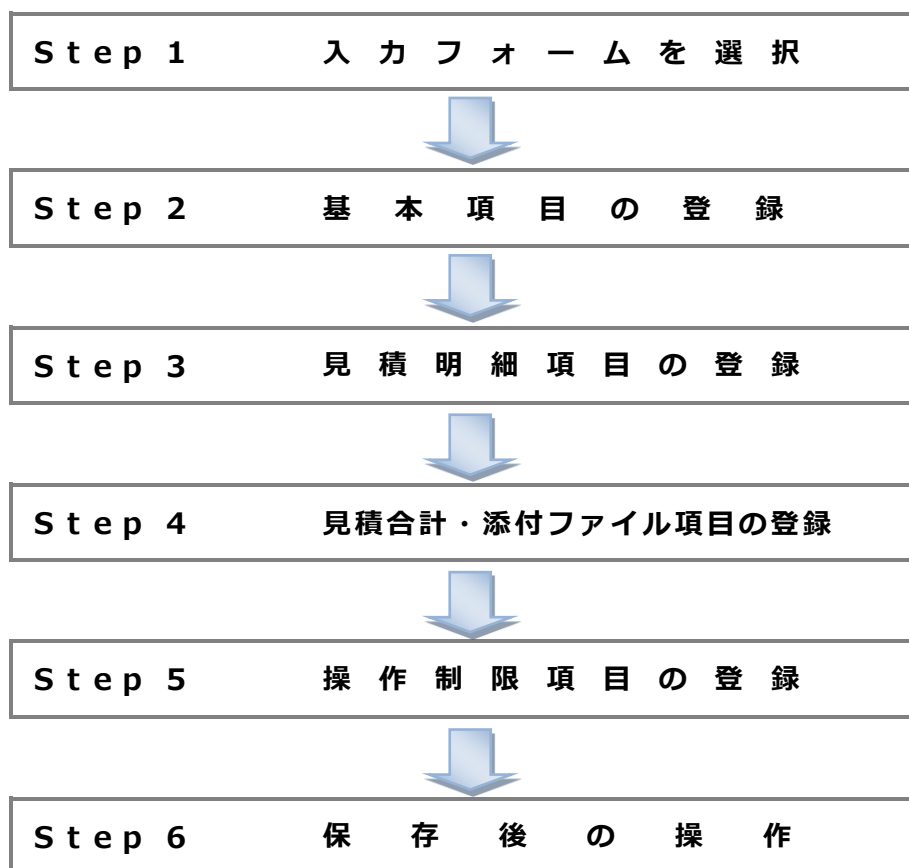 Step 1 入力フォームを選択
Step 2 基本項目の登録
Step 3 見積明細項目の登録
Step 4 見積合計・添付ファイル項目の登録
Step 5 操作制限項目の登録
Step 6 保存後の操作